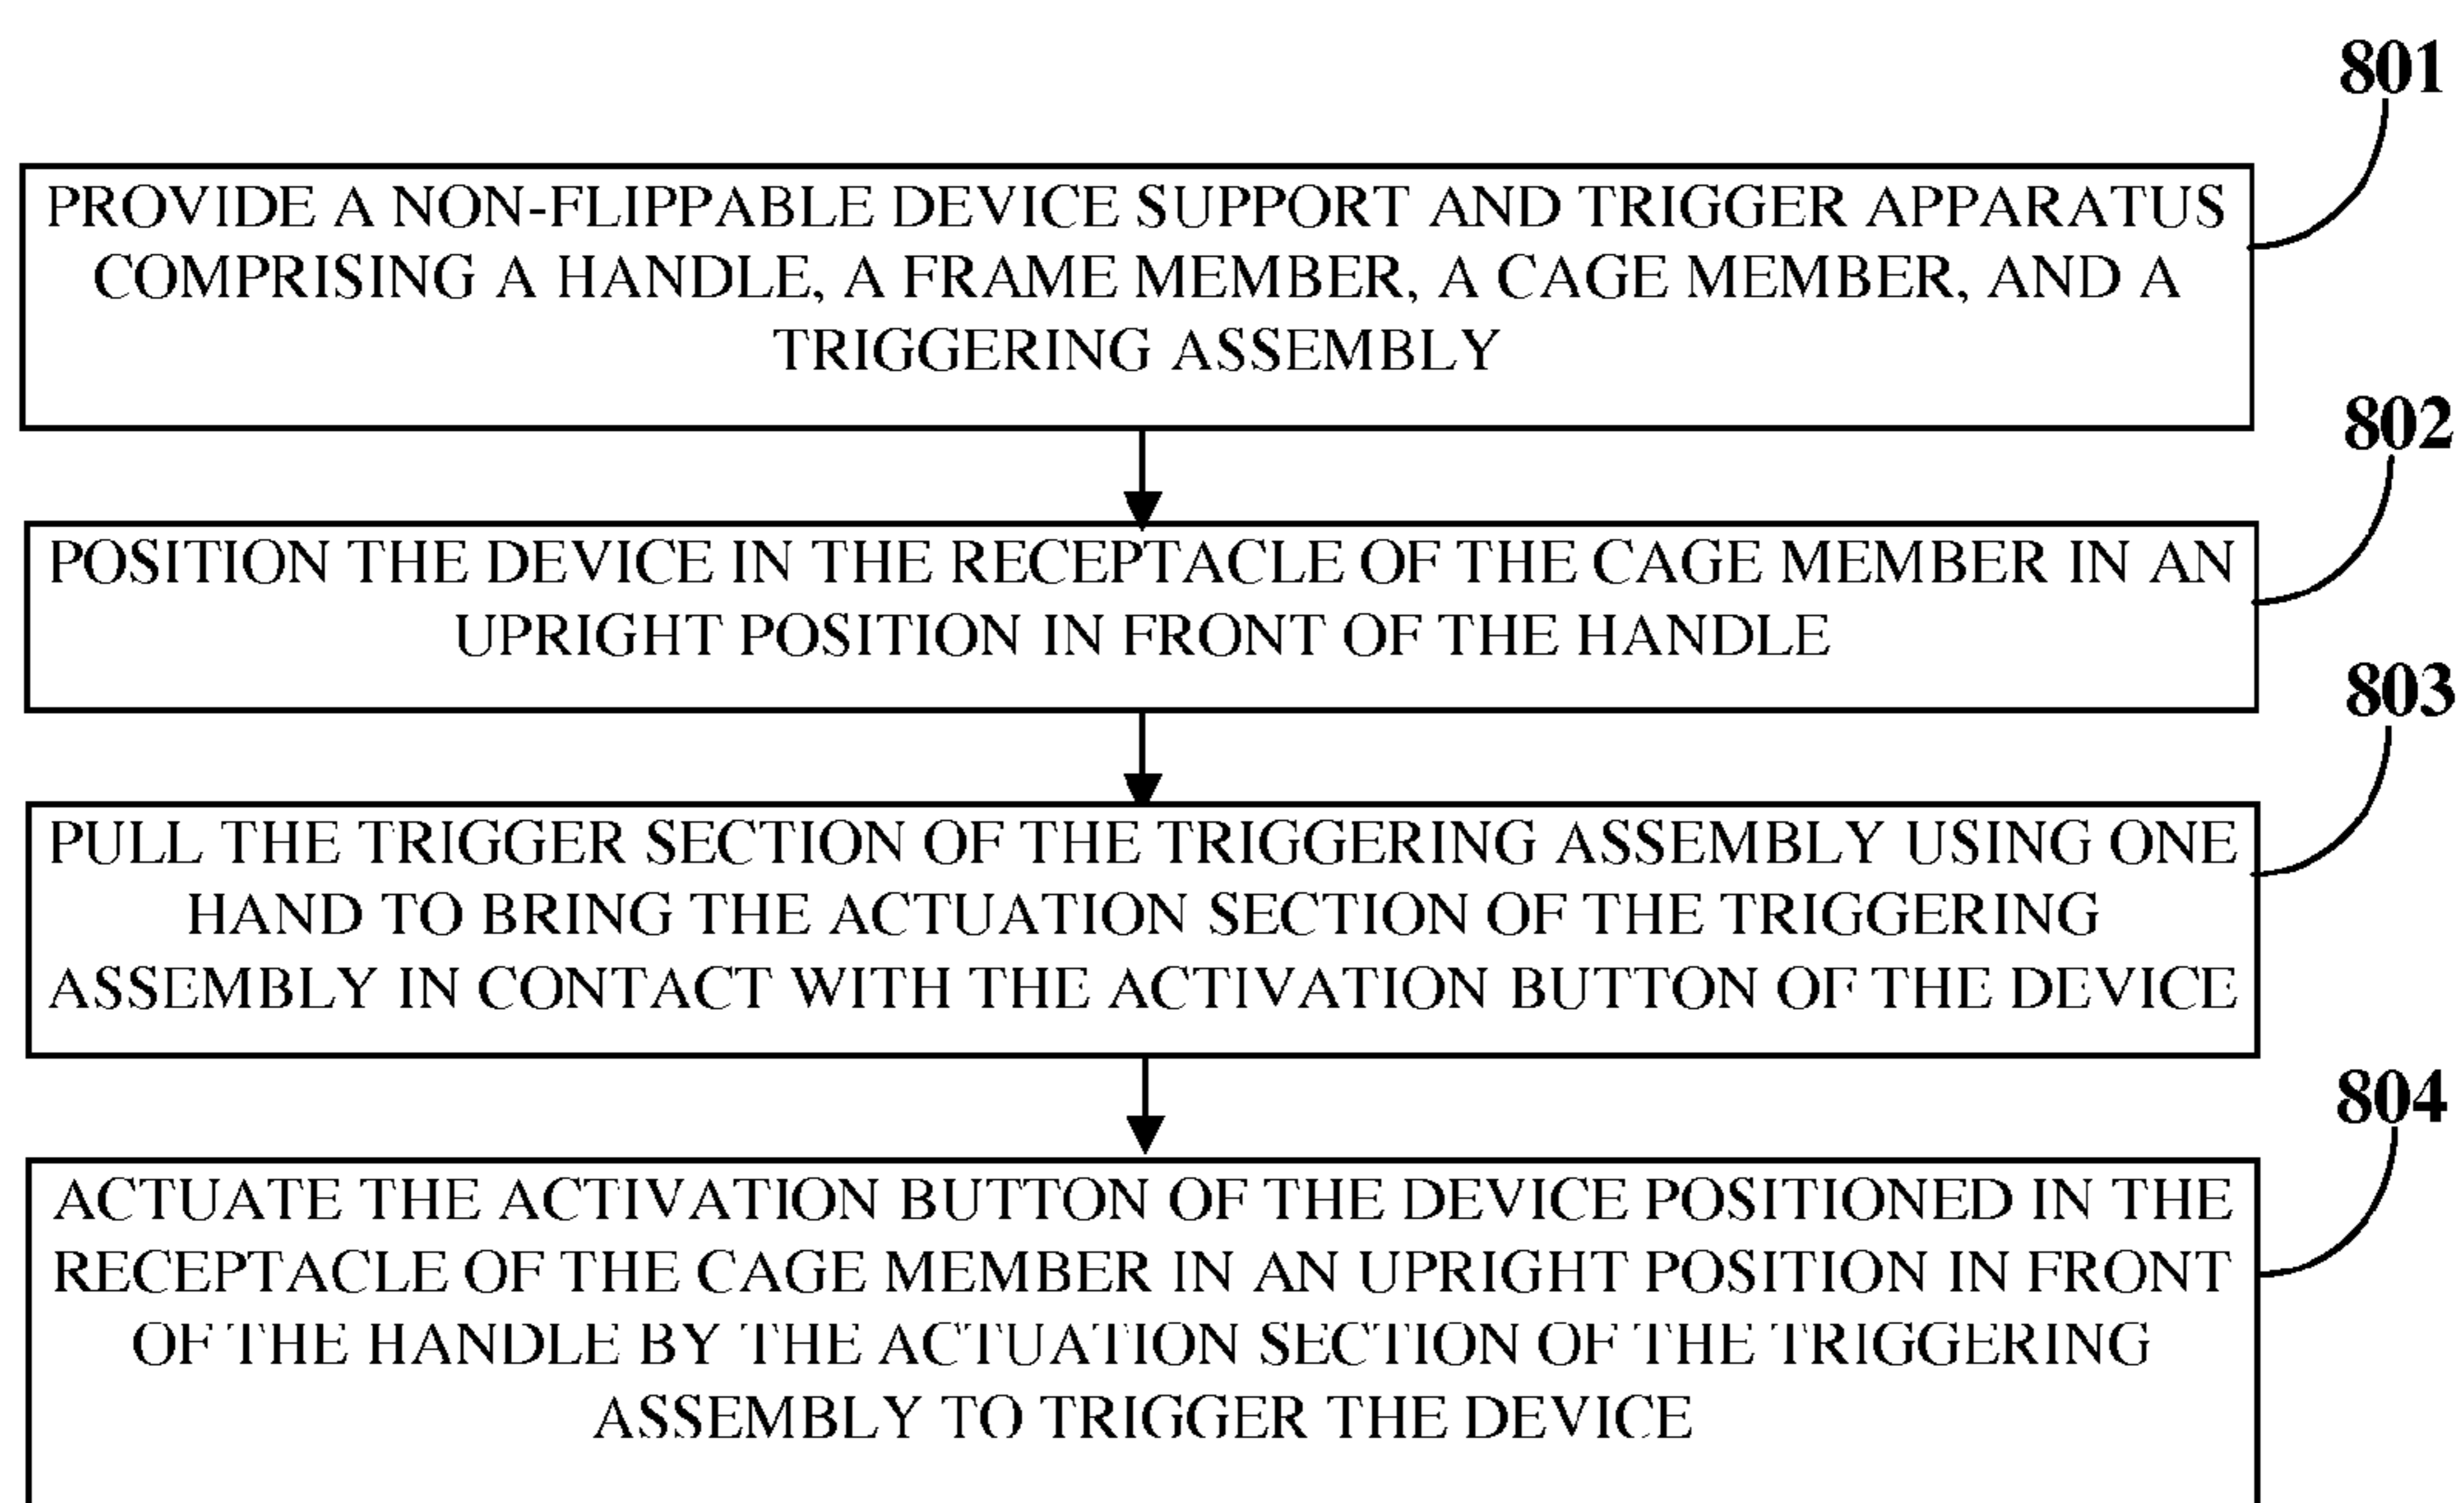 801
PROVIDE A NON-FLIPPABLE DEVICE SUPPORT AND TRIGGER APPARATUS
COMPRISING A HANDLE, A FRAME MEMBER, A CAGE MEMBER, AND A
TRIGGERING ASSEMBLY
802
POSITION THE DEVICE IN THE RECEPTACLE OF THE CAGE MEMBER IN AN
UPRIGHT POSITION IN FRONT OF THE HANDLE
803
PULL THE TRIGGER SECTION OF THE TRIGGERING ASSEMBLY USING ONE
HAND TO BRING THE ACTUATION SECTION OF THE TRIGGERING
ASSEMBLY IN CONTACT WITH THE ACTIVATION BUTTON OF THE DEVICE
804
ACTUATE THE ACTIVATION BUTTON OF THE DEVICE POSITIONED IN THE
RECEPTACLE OF THE CAGE MEMBER IN AN UPRIGHT POSITION IN FRONT
OF THE HANDLE BY THE ACTUATION SECTION OF THE TRIGGERING
ASSEMBLY TO TRIGGER THE DEVICE